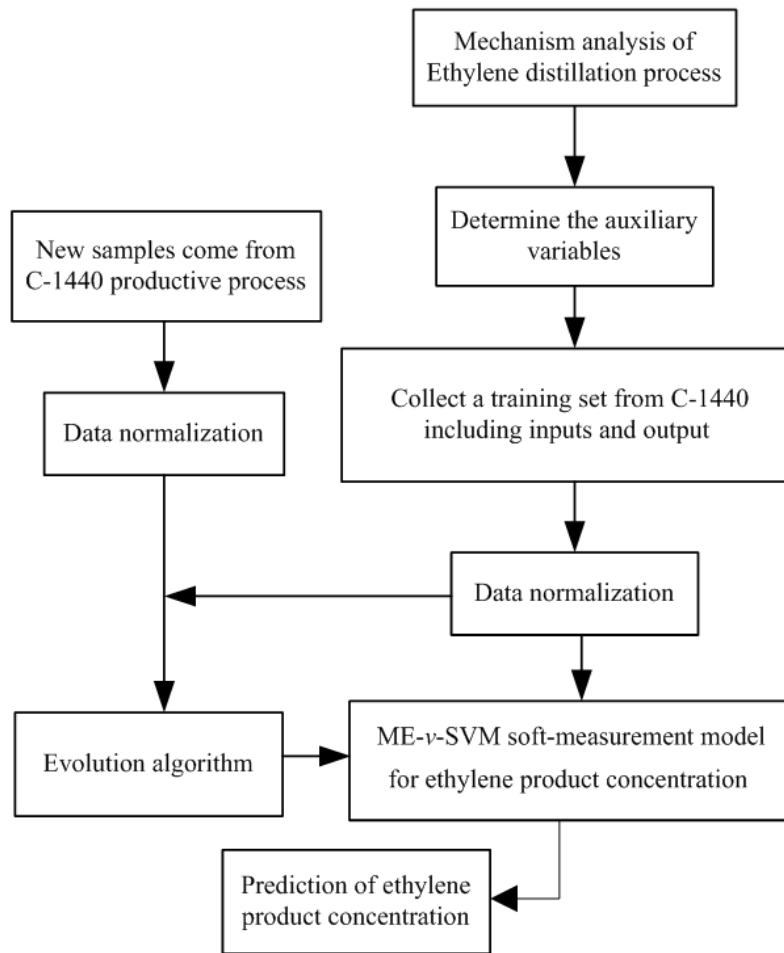 Mechanism analysis of
Ethylene distillation process
Determine the auxiliary
variables
New samples come from
C-1440 productive process
Collect a training set from C-1440
including inputs and output
Data normalization
Data normalization
ME-v-SVM soft-measurement model
for ethylene product concentration
Evolution algorithm
Prediction of ethylene
product concentration